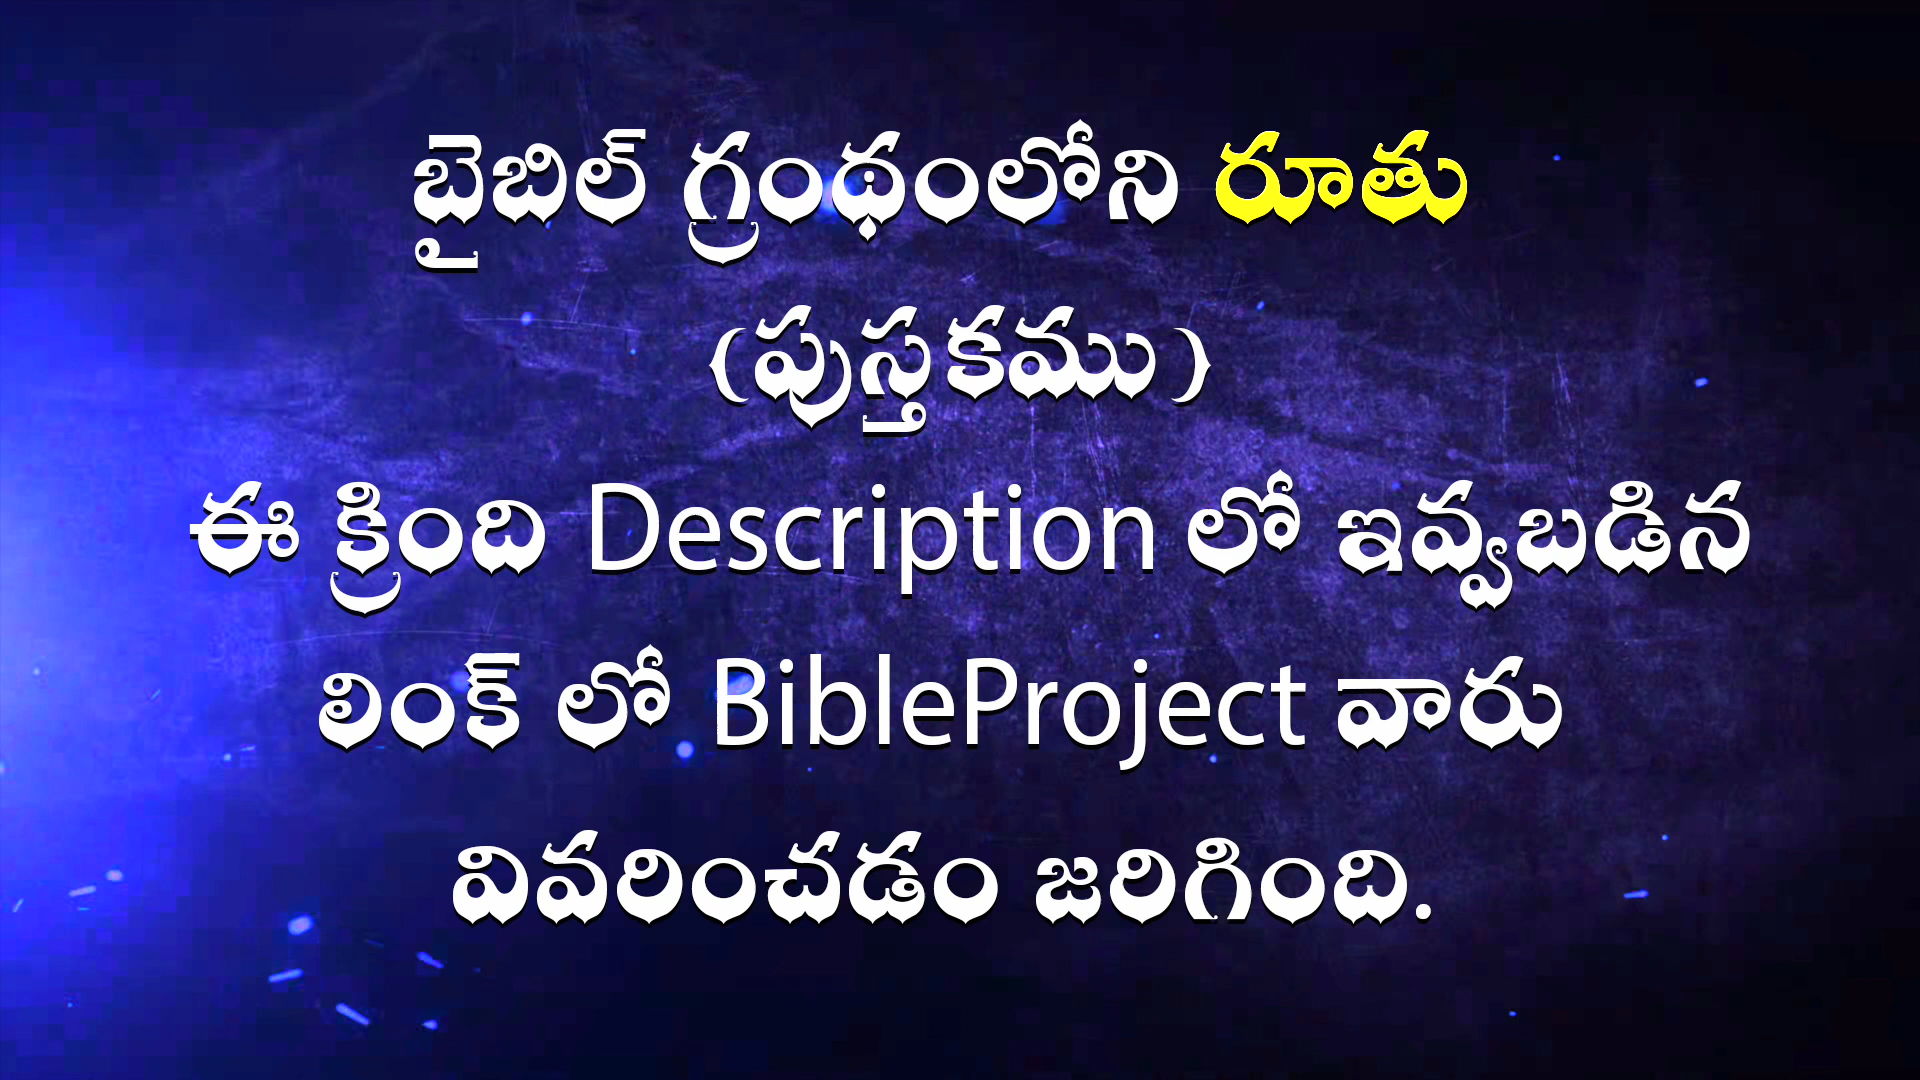 బైబిల్ గ్రంథంలోని రూతు
(పుస్తకము)
ఈ క్రింది Description లో ఇవ్వబడిన
లింక్ లో BibleProject వారు
వివరించడం జరిగింది.